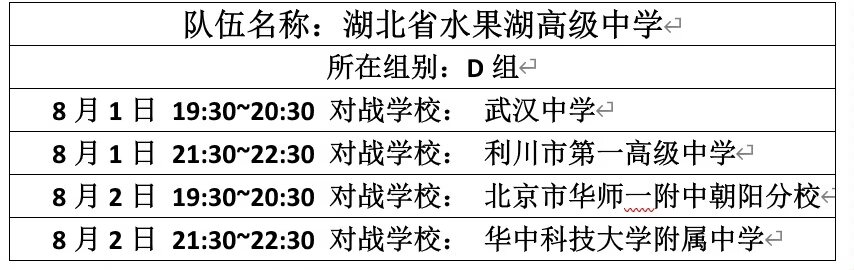 队伍名称：湖北省水果湖高级中学
所在组别：D 组
8 月 1 日 19:30~20:30 对战学校： 武汉中学
8 月 1 日 21:30~22:30 对战学校： 利川市第一高级中学
8 月 2 日 19:30~20:30 对战学校： 北京市华师一附中朝阳分校
8 月 2 日 21:30~22:30 对战学校： 华中科技大学附属中学